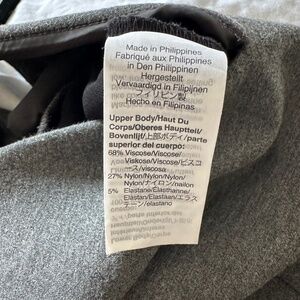 Made in Philippines
Fabriqué aux Philippines
in Den Philippinen
Hergestellt
Vervaardigd in Filipijnen
フィリピン製
Hecho en Filipinas
Upper Body/Haut Du
Corps/Oberes Hauptteil/
Bovenlijf/上部ボディ/parte
superior del cuerpo:
68% Viscose/Viscose/
Viskose/Viscose/ビスコ
ース/viscosa
27% Nylon/Nylon/Nylon/
Nylon/ナイロン/nailon
5% Elastane/Élasthanne/
Elastan/Elastaan/エラス
テーン/elastano